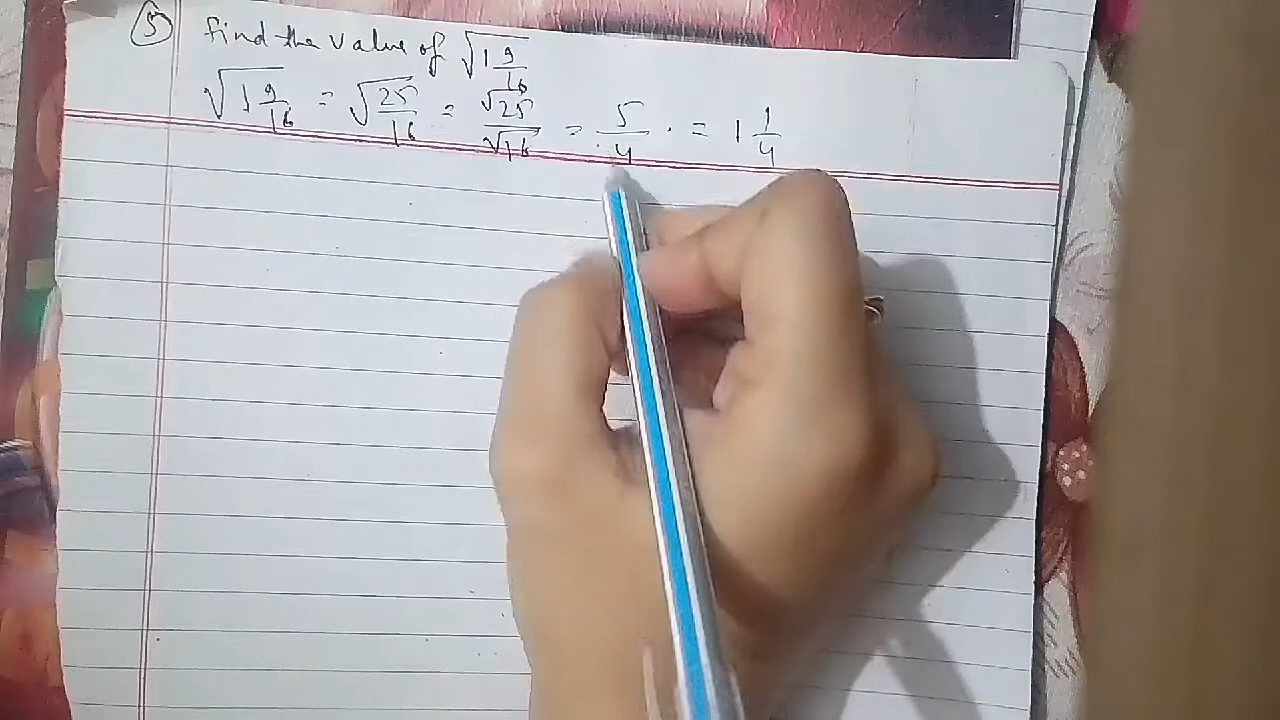 (5) find the value of √1 9/16
√1 9/16 = √25/16 = √25/√16 = 5/4 . = 1 1/4